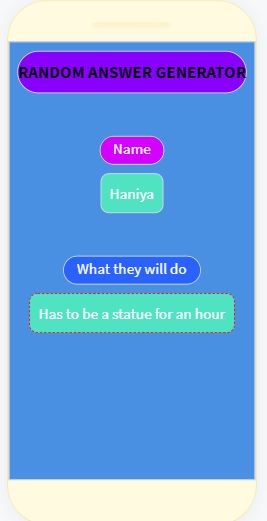 RANDOM ANSWER GENERATOR
Name
Haniya
What they will do
Has to be a statue for an hour